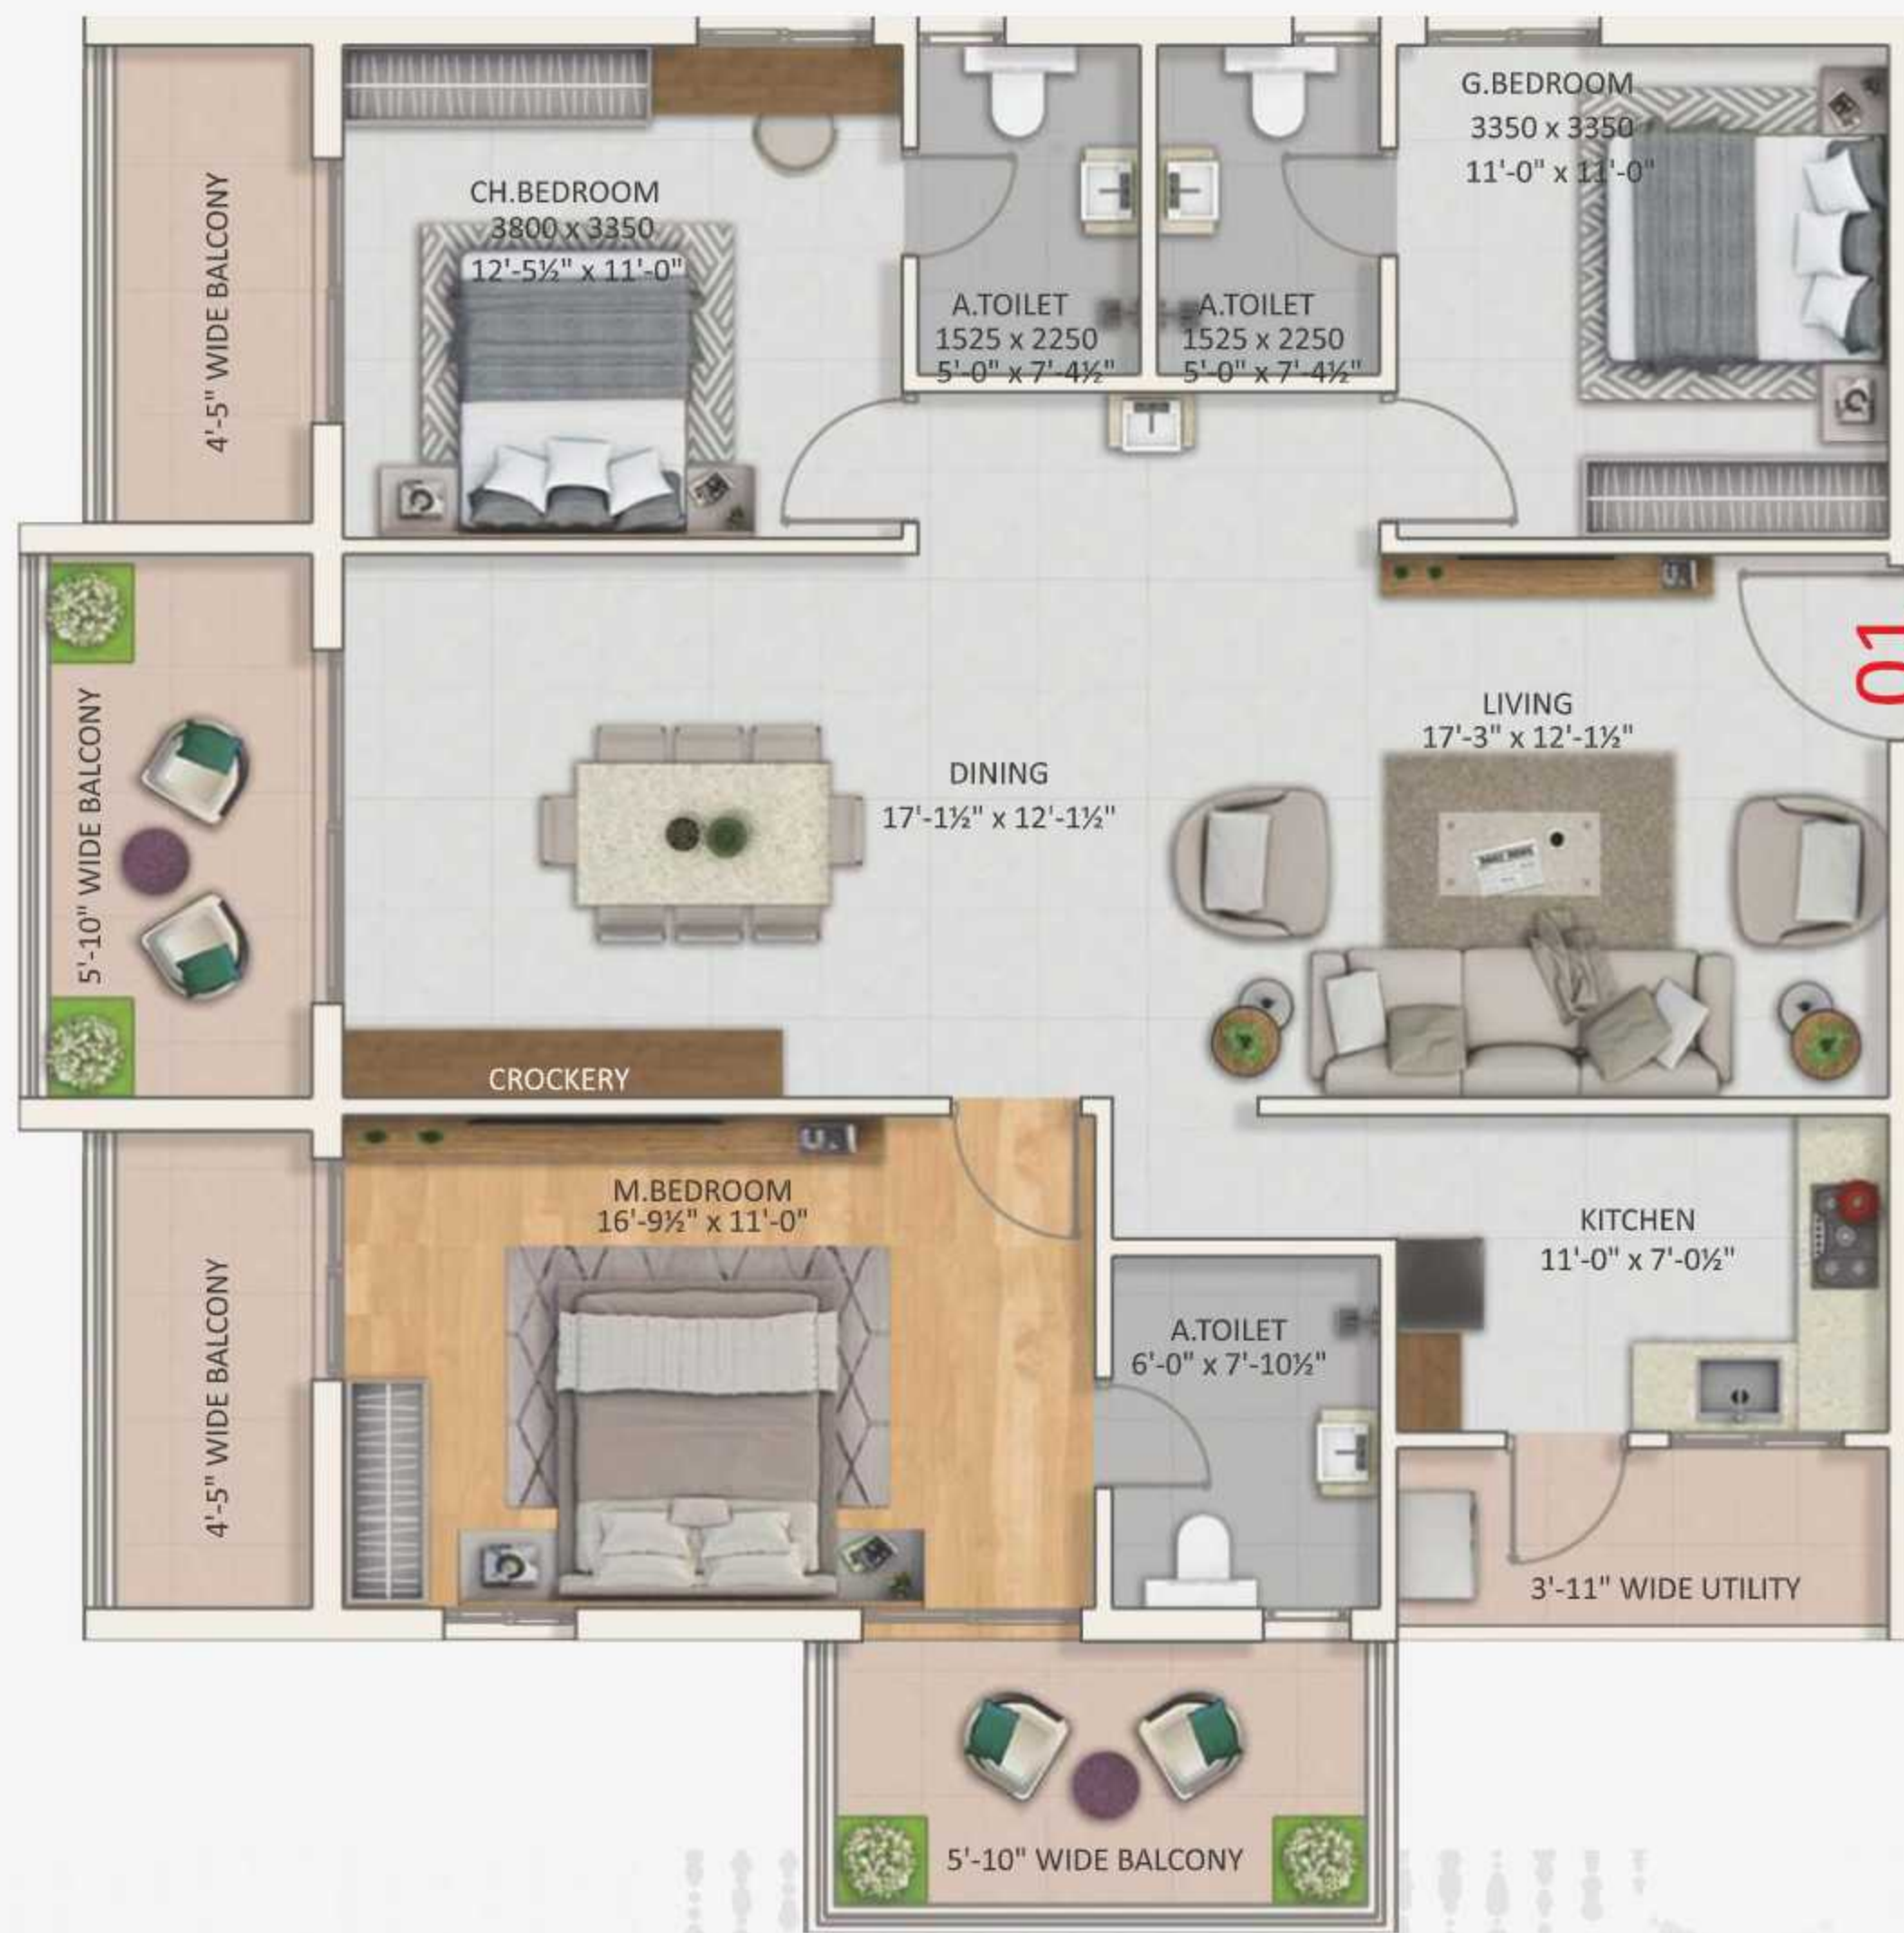 G.BEDROOM
3350 x 3350
11'-0" x 11'-0"
CH.BEDROOM
3800 x 3350
12'-5½" x 11'-0"
4'-5" WIDE BALCONY
A.TOILET
1525 x 2250
5'-0" x 7'-4½"
A.TOILET
1525 x 2250
5'-0" x 7'-4½"
01
LIVING
17'-3" x 12'-1½"
DINING
17'-1½" x 12'-1½"
5'-10" WIDE BALCONY
CROCKERY
M.BEDROOM
16'-9½" x 11'-0"
KITCHEN
11'-0" x 7'-0½"
A.TOILET
6'-0" x 7'-10½"
4'-5" WIDE BALCONY
3'-11" WIDE UTILITY
5'-10" WIDE BALCONY